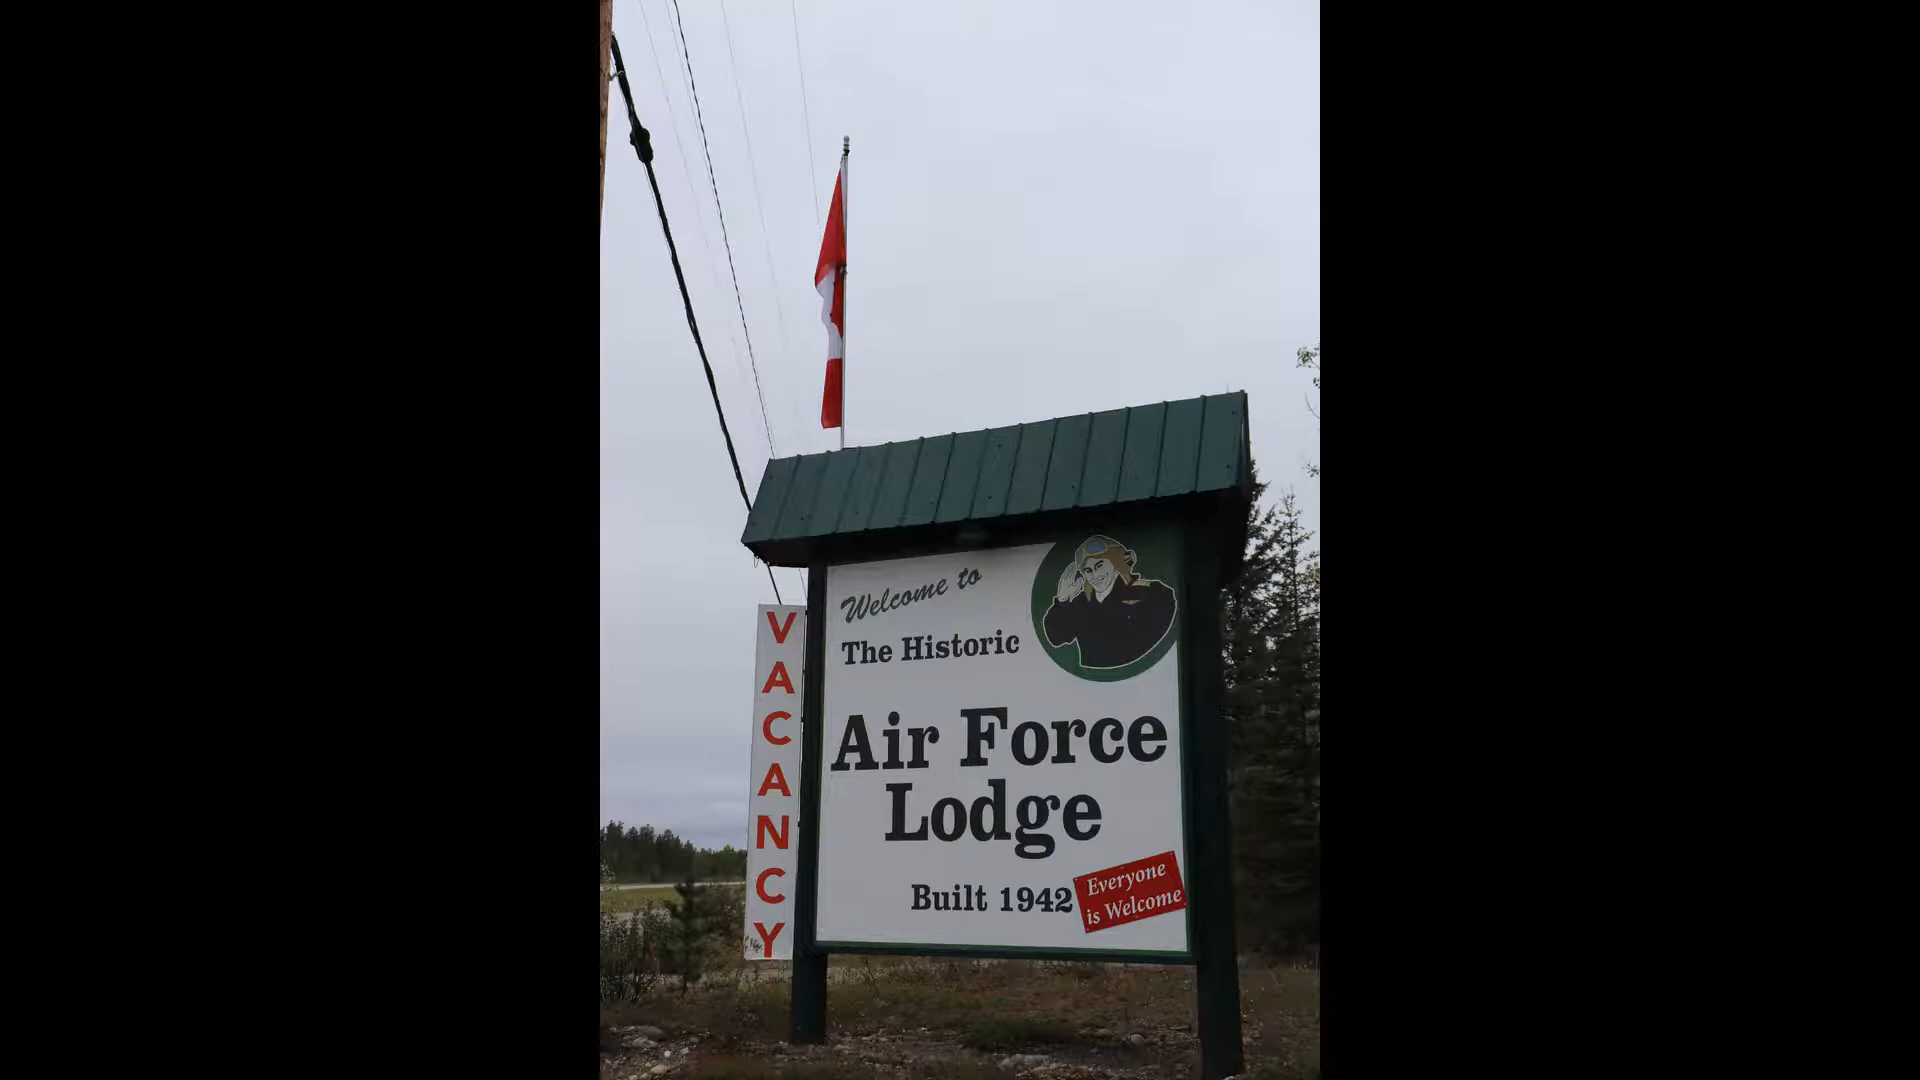 Welcome to
The Historic
Air Force
Lodge
Built 1942
Everyone
is Welcome
VACANCY